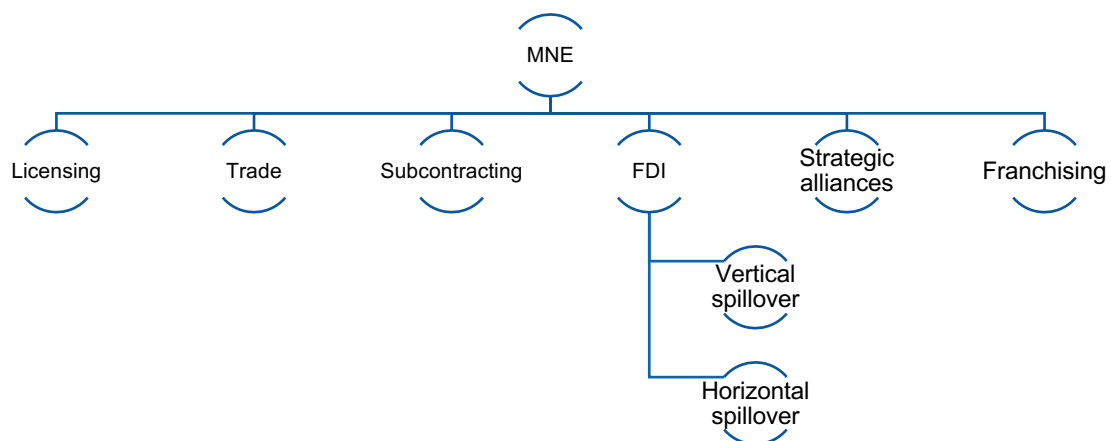 MNE
Licensing
Trade
Subcontracting
FDI
Strategic
alliances
Franchising
Vertical
spillover
Horizontal
spillover